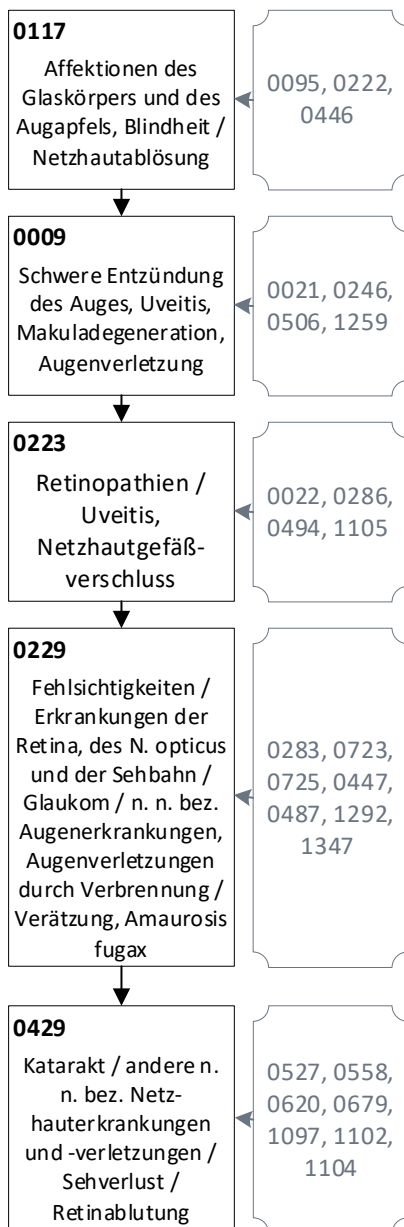 0117
Affektionen des
Glaskörpers und des
Augapfels, Blindheit /
Netzhautablösung
0095, 0222,
0446
0009
Schwere Entzündung
des Auges, Uveitis,
Makuladegeneration,
Augenverletzung
0021, 0246,
0506, 1259
0223
Retinopathien /
Uveitis,
Netzhautgefäß-
verschluss
0022, 0286,
0494, 1105
0229
Fehlsichtigkeiten /
Erkrankungen der
Retina, des N. opticus
und der Sehbahn /
Glaukom / n. n. bez.
Augenerkrankungen,
Augenverletzungen
durch Verbrennung /
Verätzung, Amaurosis
fugax
0283, 0723,
0725, 0447,
0487, 1292,
1347
0429
Katarakt / andere n.
n. bez. Netz-
hauterkrankungen
und -verletzungen /
Sehverlust /
Retinablutung
0527, 0558,
0620, 0679,
1097, 1102,
1104